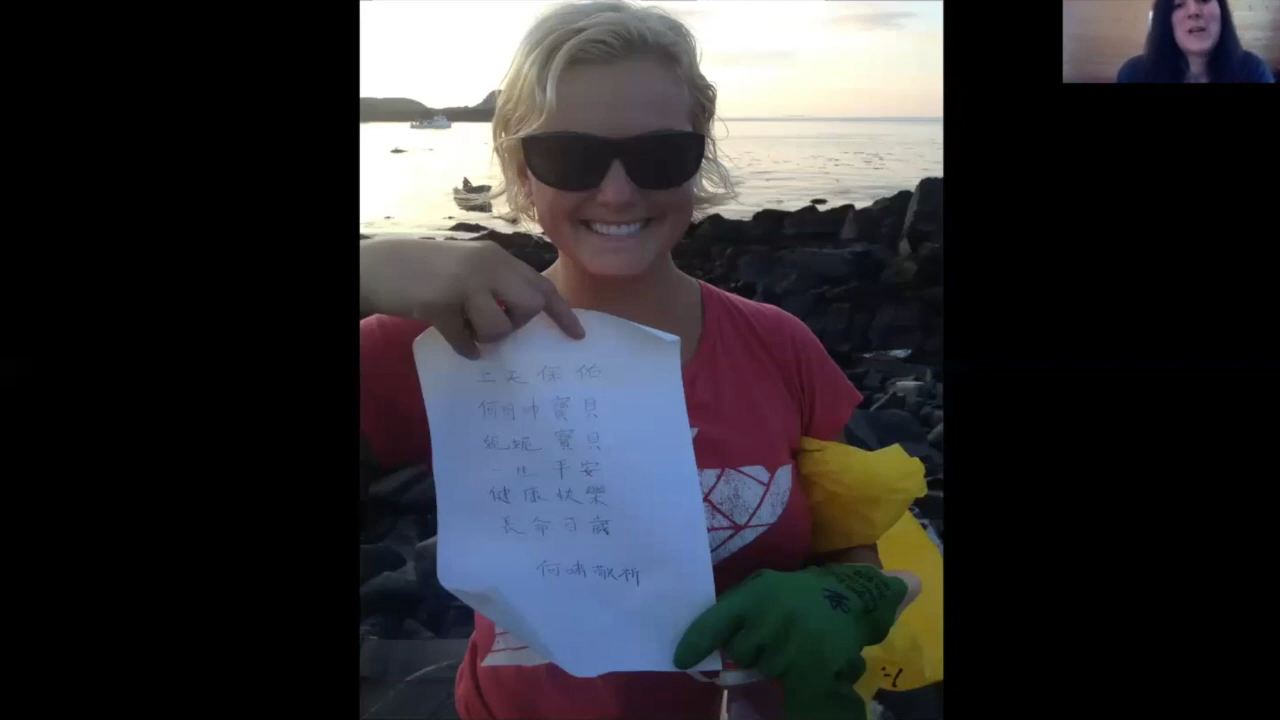 上天保佑
寶貝
寶貝
一生平安
健康快樂
長命百歲
何 敬祈